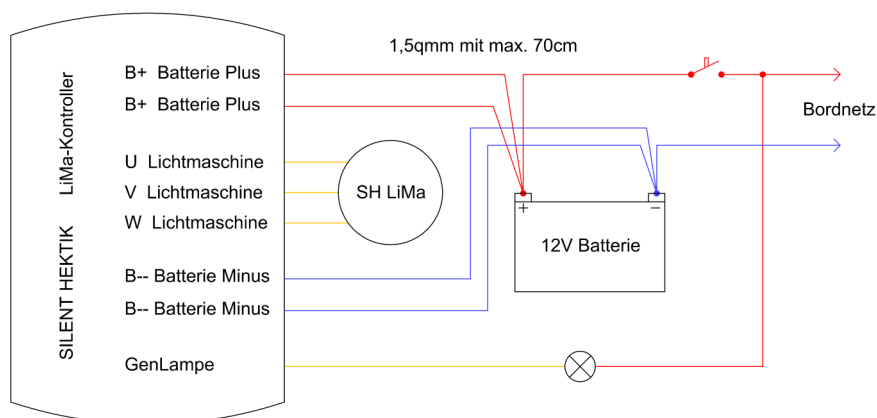 1,5qmm mit max. 70cm
B+ Batterie Plus
B+ Batterie Plus
U Lichtmaschine
V Lichtmaschine
W Lichtmaschine
B-- Batterie Minus
B-- Batterie Minus
GenLampe
LiMa-Kontroller
SILENT HEKTIK
SH LiMa
+
−
12V Batterie
Bordnetz